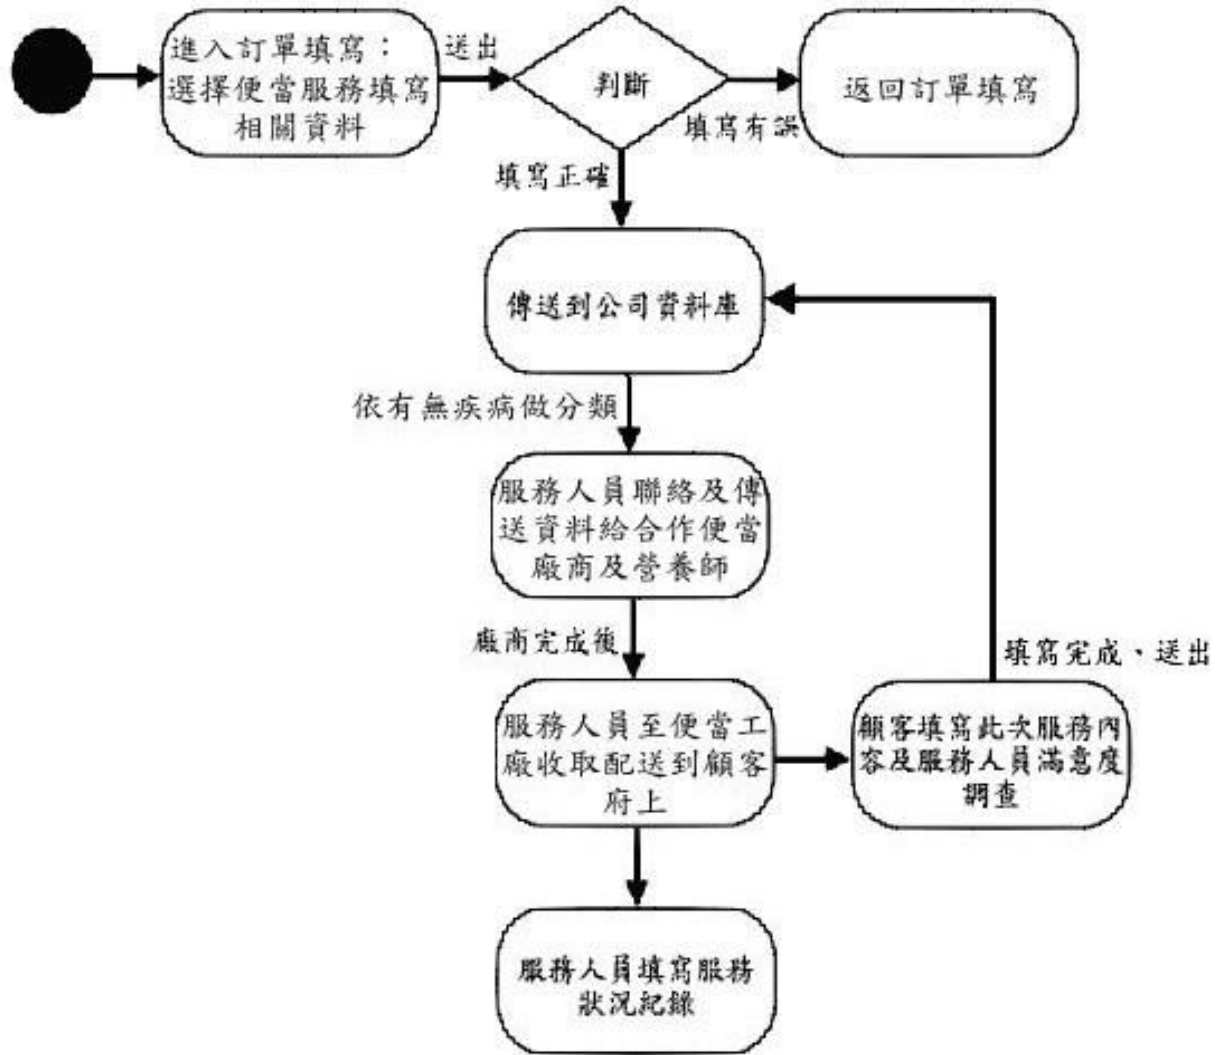 進入訂單填寫：
選擇便當服務填寫
相關資料
送出
判斷
填寫有誤
返回訂單填寫
填寫正確
傳送到公司資料庫
依有無疾病做分類
服務人員聯絡及傳
送資料給合作便當
廠商及營養師
廠商完成後
服務人員至便當工
廠收取配送到顧客
府上
顧客填寫此次服務內
容及服務人員滿意度
調查
填寫完成、送出
服務人員填寫服務
狀況紀錄